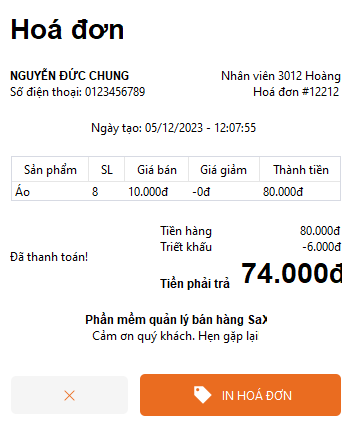 Hoá đơn
NGUYỄN ĐỨC CHUNG
Nhân viên 3012 Hoàng
Số điện thoại: 0123456789
Hoá đơn #12212
Ngày tạo: 05/12/2023 - 12:07:55
Sản phẩm SL Giá bán Giá giảm Thành tiền
Áo 8 10.000đ -0đ 80.000đ
Tiền hàng 80.000đ
Triết khấu -6.000đ
Đã thanh toán!
Tiền phải trả 74.000đ
Phần mềm quản lý bán hàng SaX
Cảm ơn quý khách. Hẹn gặp lại
IN HOÁ ĐƠN